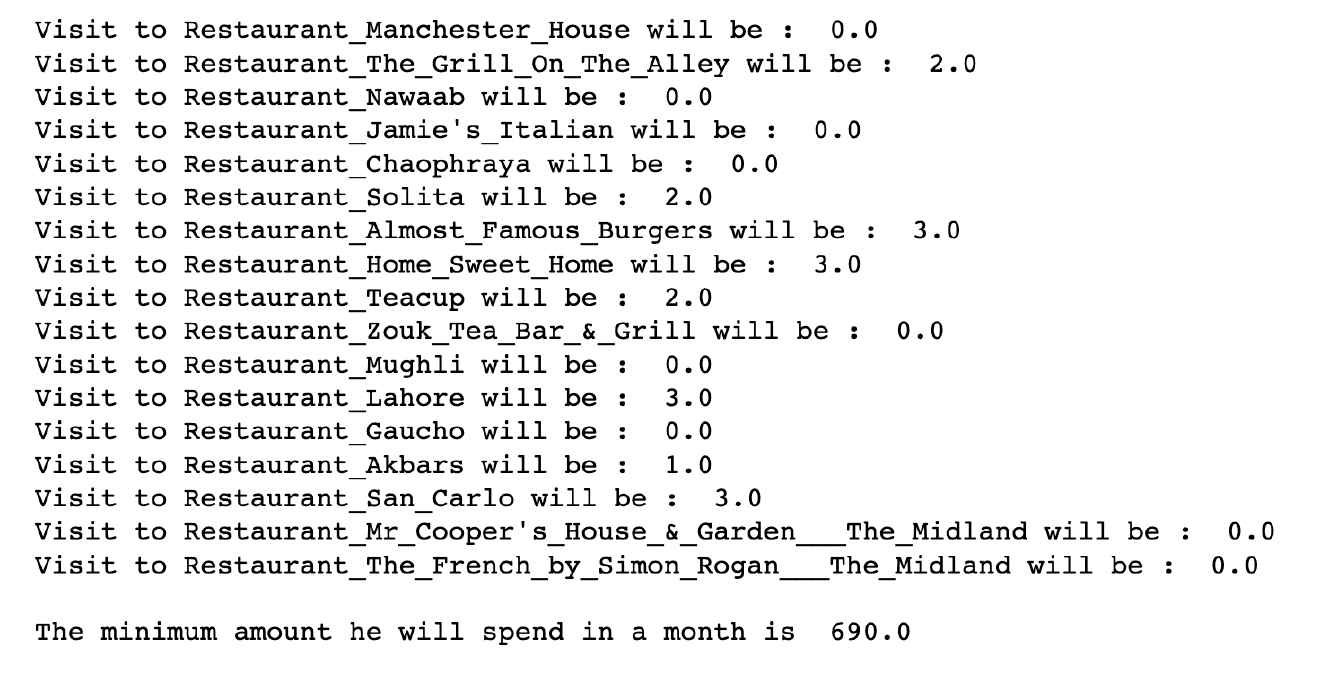 Visit to Restaurant_Manchester_House will be :  0.0
Visit to Restaurant_The_Grill_On_The_Alley will be :  2.0
Visit to Restaurant_Nawaab will be :  0.0
Visit to Restaurant_Jamie's_Italian will be :  0.0
Visit to Restaurant_Chaophraya will be :  0.0
Visit to Restaurant_Solita will be :  2.0
Visit to Restaurant_Almost_Famous_Burgers will be :  3.0
Visit to Restaurant_Home_Sweet_Home will be :  3.0
Visit to Restaurant_Teacup will be :  2.0
Visit to Restaurant_Zouk_Tea_Bar_&_Grill will be :  0.0
Visit to Restaurant_Mughli will be :  0.0
Visit to Restaurant_Lahore will be :  3.0
Visit to Restaurant_Gaucho will be :  0.0
Visit to Restaurant_Akbars will be :  1.0
Visit to Restaurant_San_Carlo will be :  3.0
Visit to Restaurant_Mr_Cooper's_House_&_Garden___The_Midland will be :  0.0
Visit to Restaurant_The_French_by_Simon_Rogan___The_Midland will be :  0.0
The minimum amount he will spend in a month is  690.0